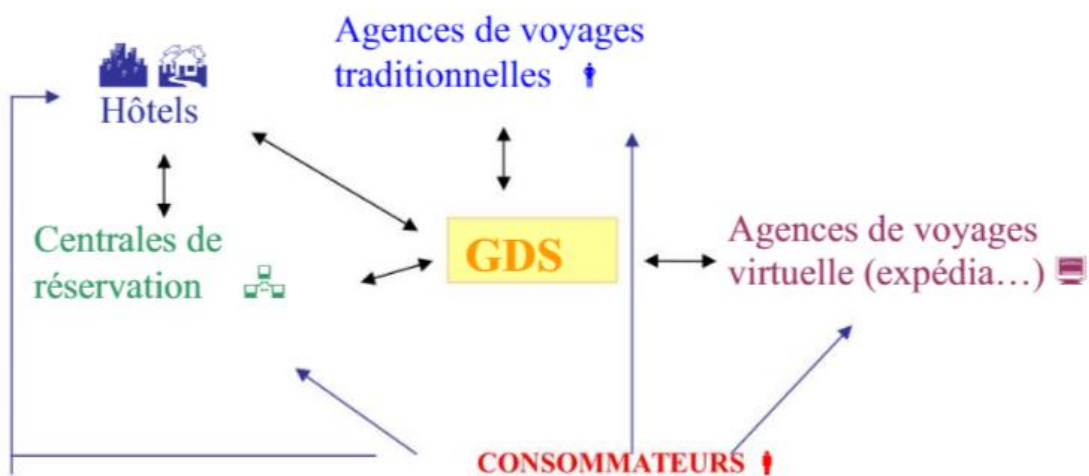 Agences de voyages
traditionnelles
Hôtels
Centrales de
réservation
GDS
Agences de voyages
virtuelle (expédia…)
CONSOMMATEURS